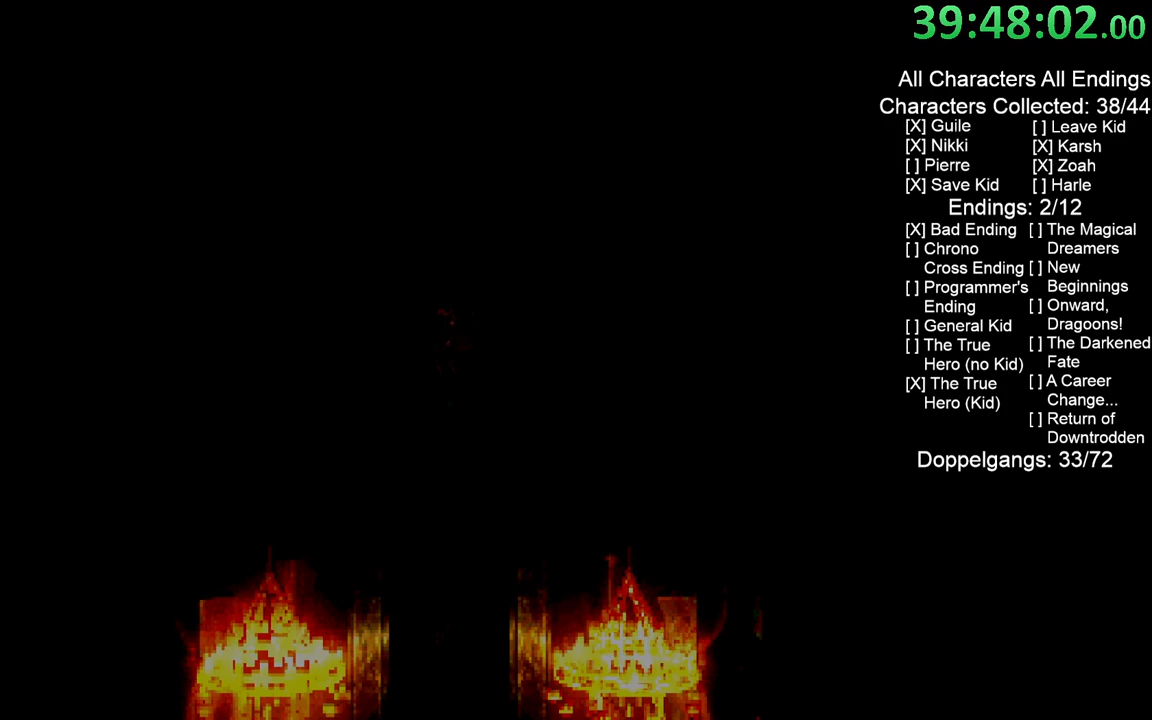 39:48:02.00
All Characters All Endings
Characters Collected: 38/44
[X] Guile [ ] Leave Kid
[X] Nikki [X] Karsh
[ ] Pierre [X] Zoah
[X] Save Kid [ ] Harle
Endings: 2/12
[X] Bad Ending
[ ] Chrono
Cross Ending
[ ] Programmer's
Ending
[ ] General Kid
[ ] The True
Hero (no Kid)
[X] The True
Hero (Kid)
[ ] The Magical
Dreamers
[ ] New
Beginnings
[ ] Onward,
Dragoons!
[ ] The Darkened
Fate
[ ] A Career
Change...
[ ] Return of
Downtrodden
Doppelgangs: 33/72